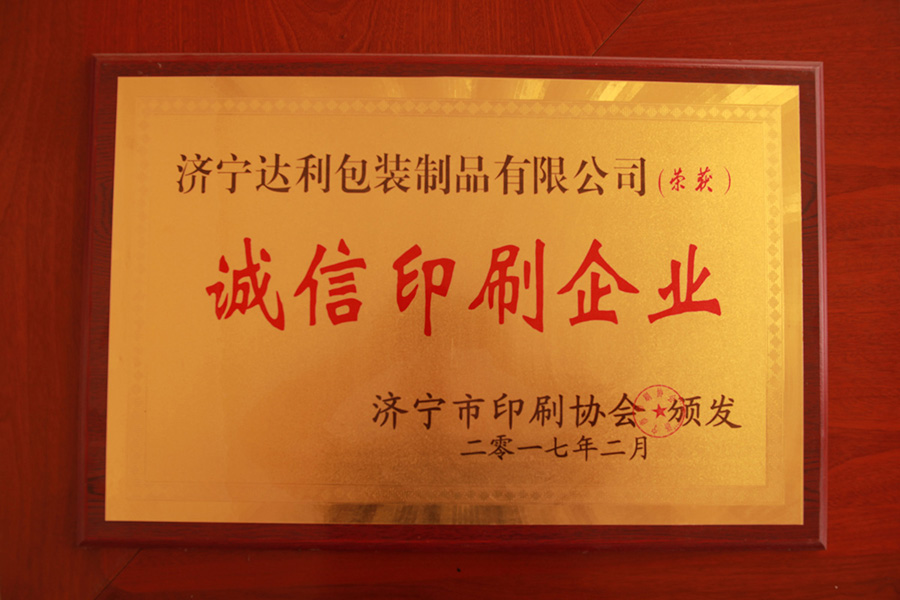 济宁达利包装制品有限公司(荣获)
诚信印刷企业
济宁市印刷协会 颁发
二零一七年二月